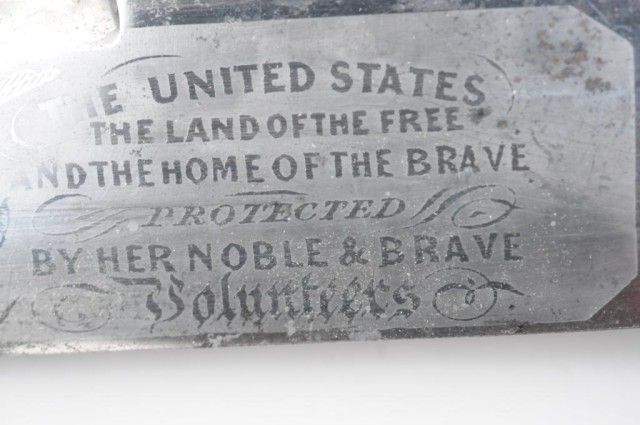 THE UNITED STATES
THE LAND OF THE FREE
AND THE HOME OF THE BRAVE
PROTECTED
BY HER NOBLE & BRAVE
Volunteers